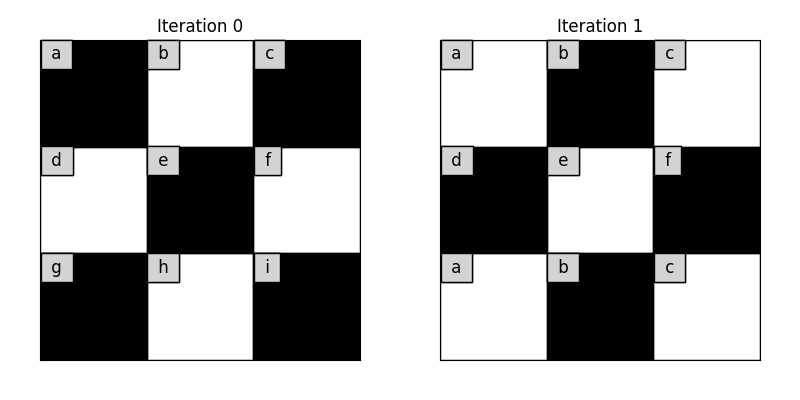 Iteration 0
a b c
d e f
g h i
Iteration 1
a b c
d e f
a b c